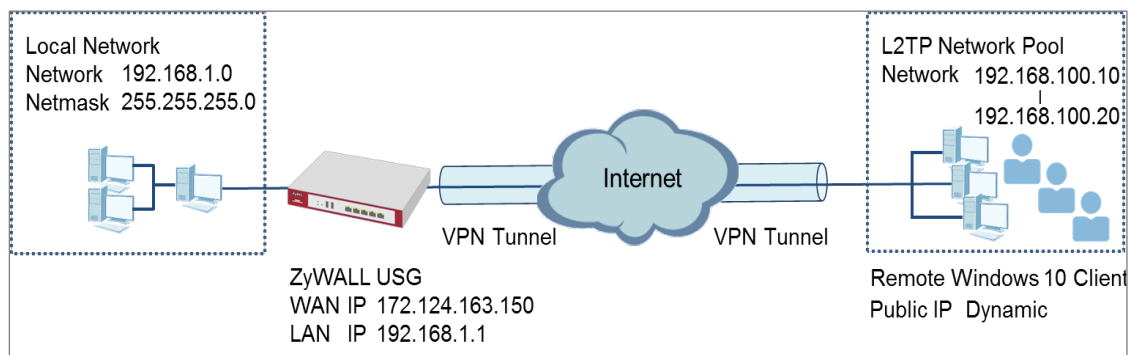 Local Network
Network 192.168.1.0
Netmask 255.255.255.0
L2TP Network Pool
Network 192.168.100.10
|
192.168.100.20
Internet
VPN Tunnel
VPN Tunnel
ZyWALL USG
WAN IP 172.124.163.150
LAN IP 192.168.1.1
Remote Windows 10 Client
Public IP Dynamic